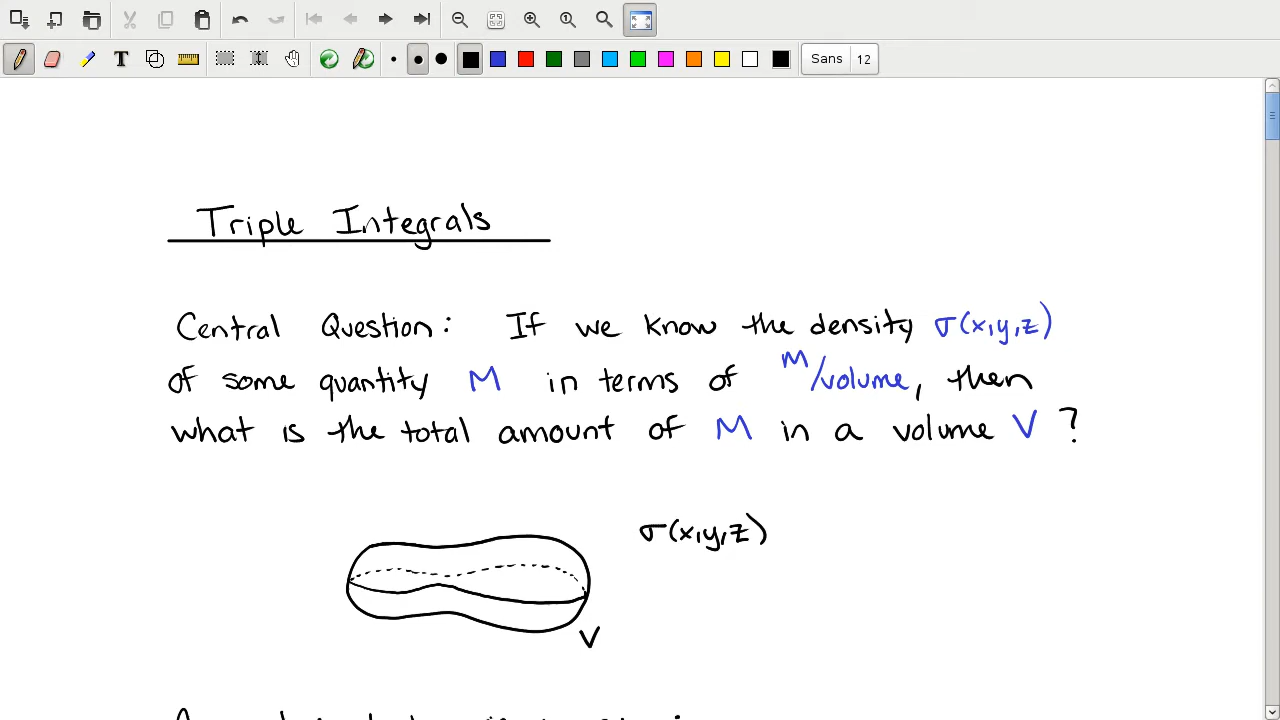 Sans 12
Triple Integrals
Central Question: If we know the density σ(x,y,z)
of some quantity M in terms of M/volume, then
what is the total amount of M in a volume V ?
σ(x,y,z)
V